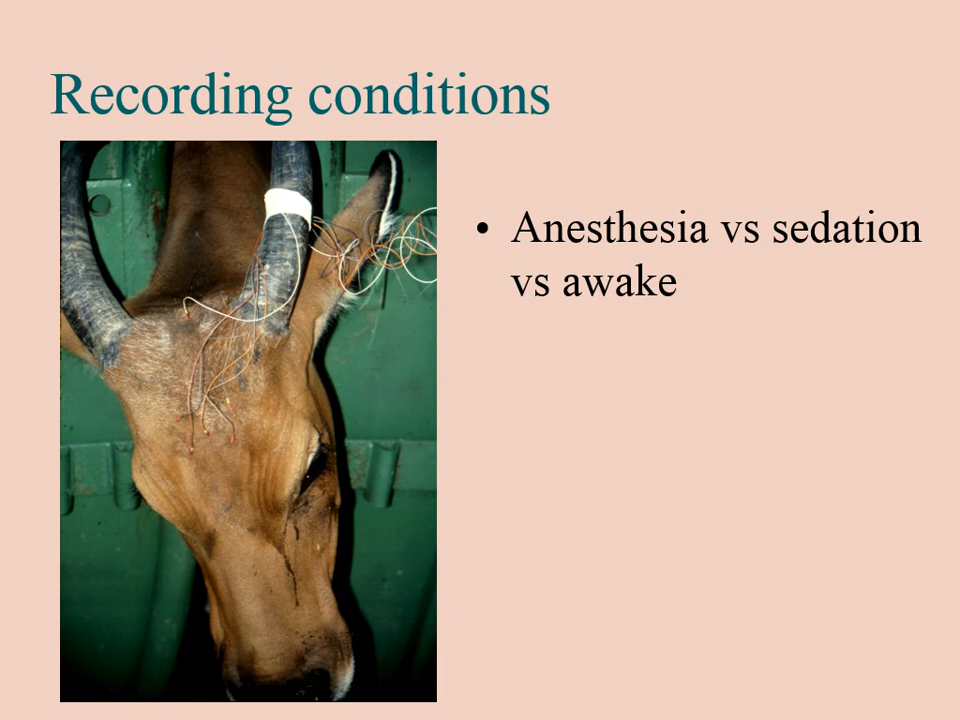 Recording conditions
• Anesthesia vs sedation
vs awake